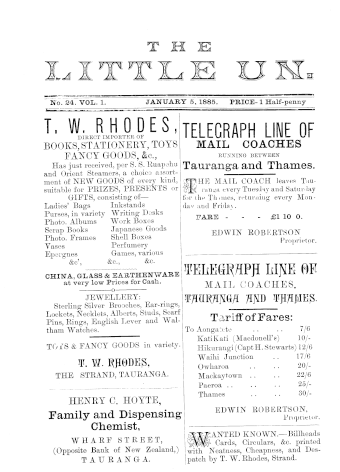 THE
LITTLE UN.
No. 24. VOL. 1. JANUARY 5, 1885. PRICE- 1 Half-penny
T. W. RHODES,
DIRECT IMPORTER OF
BOOKS, STATIONERY, TOYS
FANCY GOODS, &c.,
Has just received, per S. S. Ruapehu
and Orient Steamers, a choice assort-
ment of NEW GOODS of every kind,
suitable for PRIZES, PRESENTS or
GIFTS, consisting of—
Ladies' Bags Inkstands
Purses, in variety Writing Desks
Photo. Albums Work Boxes
Scrap Books Japanese Goods
Photo. Frames Shell Boxes
Vases Perfumery
Epergnes Games, various
&c', &c., &c.
CHINA, GLASS & EARTHENWARE
at very low Prices for Cash.
JEWELLERY:
Sterling Silver Brooches, Ear-rings,
Lockets, Necklets, Alberts, Studs, Scarf
Pins, Rings, English Lever and Wal-
tham Watches.
TOYS & FANCY GOODS in variety.
T. W. RHODES,
THE STRAND, TAURANGA.
HENRY C. HOYTE,
Family and Dispensing
Chemist,
WHARF STREET,
(Opposite Bank of New Zealand,)
TAURANGA.
TELEGRAPH LINE OF
MAIL COACHES
RUNNING BETWEEN
Tauranga and Thames.
THE MAIL COACH leaves Tau-
ranga every Tuesday and Saturday
for the Thames, returning every Mon-
day and Friday.
FARE - - - £1 10 0.
EDWIN ROBERTSON
Proprietor.
TELEGRAPH LINE OF
MAIL COACHES,
TAURANGA AND THAMES.
Tariff of Fares:
To Aongatete .. .. 7/6
KatiKati (Macdonell's) 10/-
Hikurangi (Capt H. Stewarts) 12/6
Waihi Junction .. 17/6
Owharoa .. .. 20/-
Mackaytown .. .. 22/6
Paeroa .. .. 25/-
Thames .. .. 30/-
EDWIN ROBERTSON,
Proprietor.
WANTED KNOWN.—Billheads
Cards, Circulars, &c. printed
with Neatness, Cheapness, and Des-
patch by T. W. Rhodes, Strand.